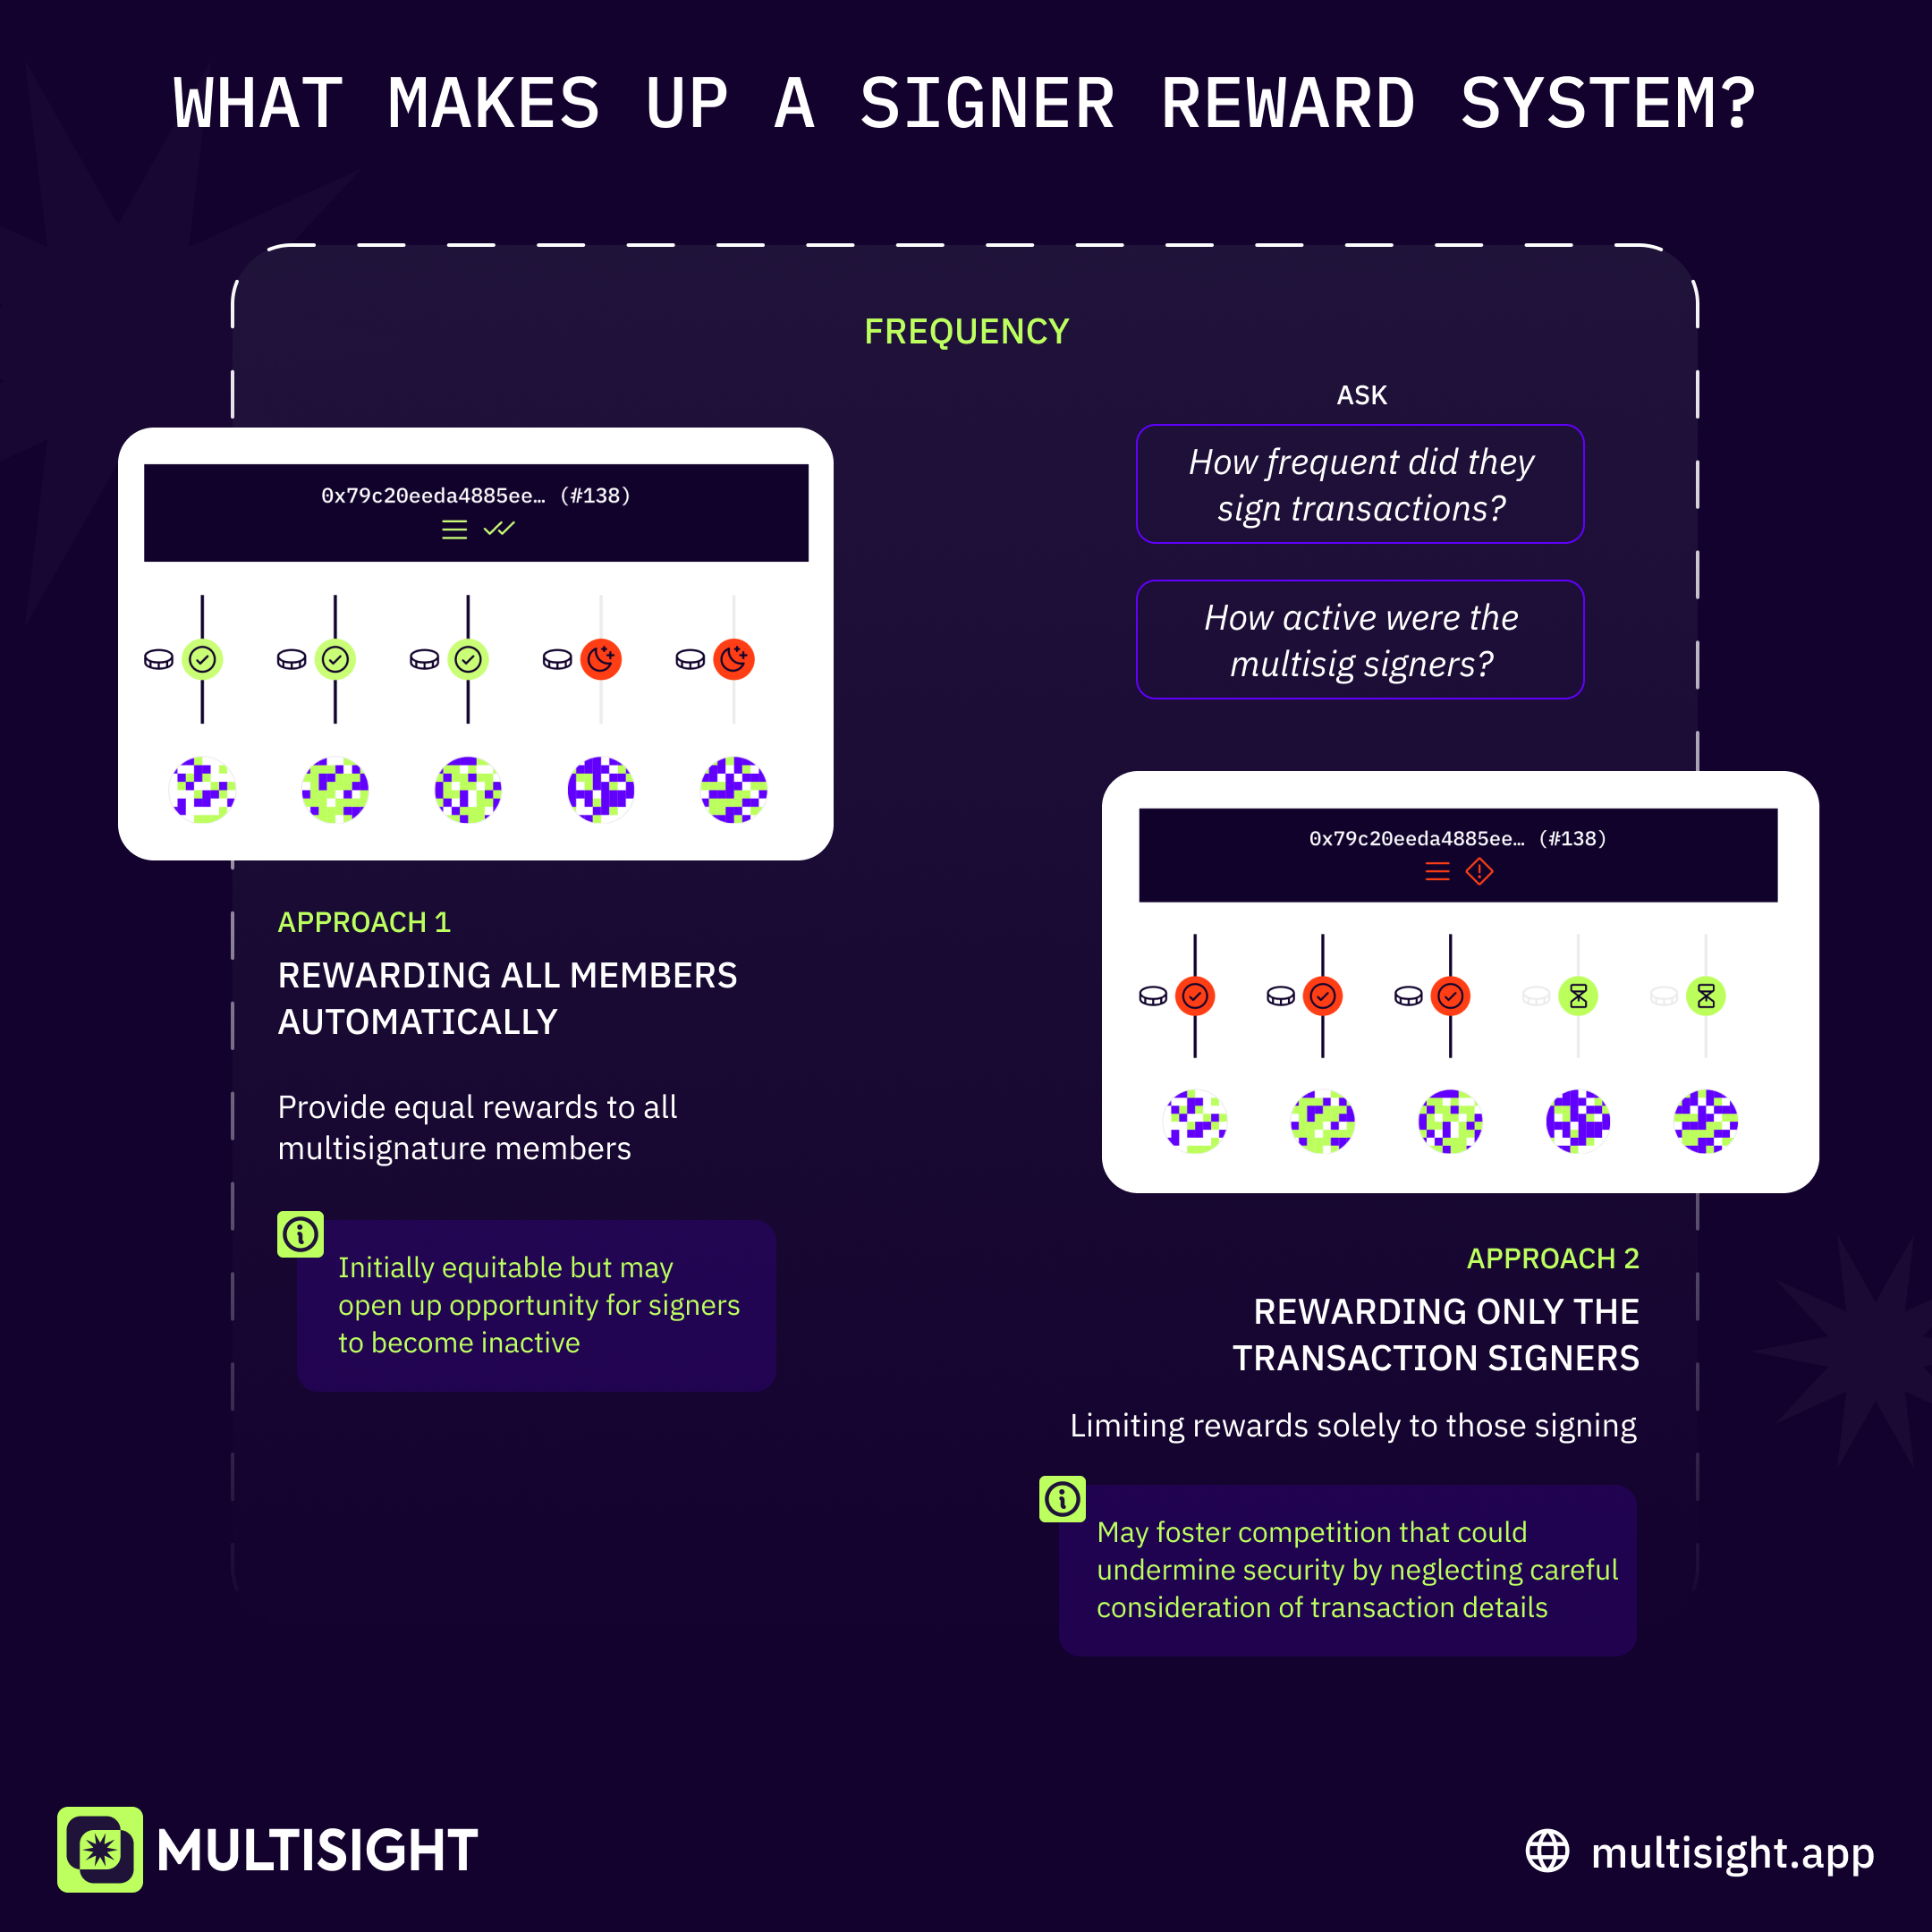 WHAT MAKES UP A SIGNER REWARD SYSTEM?
FREQUENCY
ASK
How frequent did they
sign transactions?
How active were the
multisig signers?
0x79c20eeda4885ee… (#138)
APPROACH 1
REWARDING ALL MEMBERS
AUTOMATICALLY
Provide equal rewards to all
multisignature members
Initially equitable but may
open up opportunity for signers
to become inactive
0x79c20eeda4885ee… (#138)
APPROACH 2
REWARDING ONLY THE
TRANSACTION SIGNERS
Limiting rewards solely to those signing
May foster competition that could
undermine security by neglecting careful
consideration of transaction details
MULTISIGHT
multisight.app